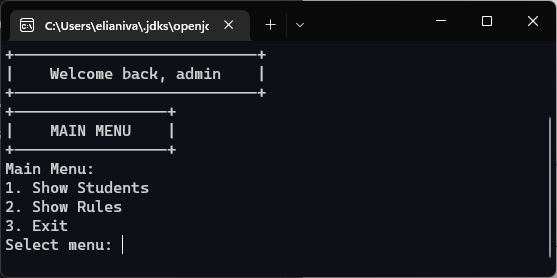 C:\Users\elianiva\.jdks\openjc
+---------------------------+
|    Welcome back, admin    |
+---------------------------+
+-----------------+
|    MAIN MENU    |
+-----------------+
Main Menu:
1. Show Students
2. Show Rules
3. Exit
Select menu: